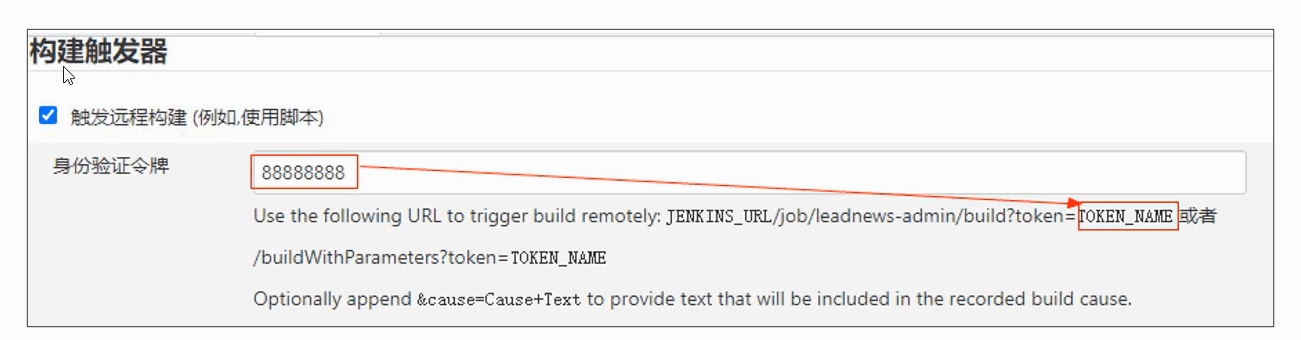 构建触发器
触发远程构建 (例如,使用脚本)
身份验证令牌
88888888
Use the following URL to trigger build remotely: JENKINS_URL/job/leadnews-admin/build?token=TOKEN_NAME 或者
/buildWithParameters?token=TOKEN_NAME
Optionally append &cause=Cause+Text to provide text that will be included in the recorded build cause.